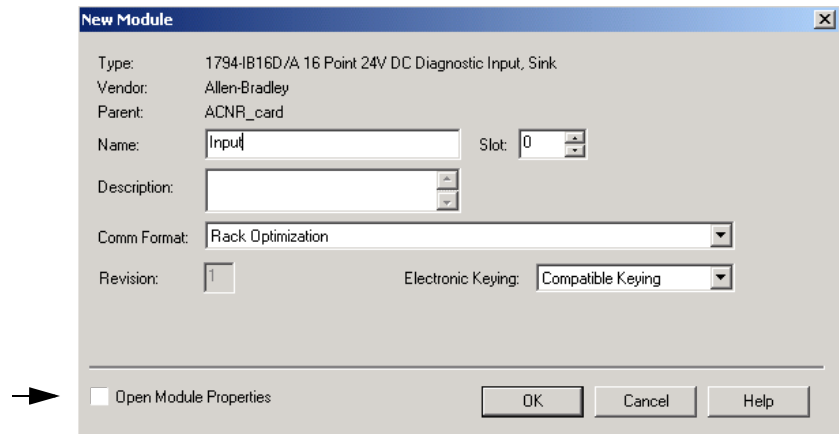 New Module
Type: 1794-IB16D/A 16 Point 24V DC Diagnostic Input, Sink
Vendor: Allen-Bradley
Parent: ACNR_card
Name: Input Slot: 0
Description:
Comm Format: Rack Optimization
Revision: 1 Electronic Keying: Compatible Keying
Open Module Properties OK Cancel Help